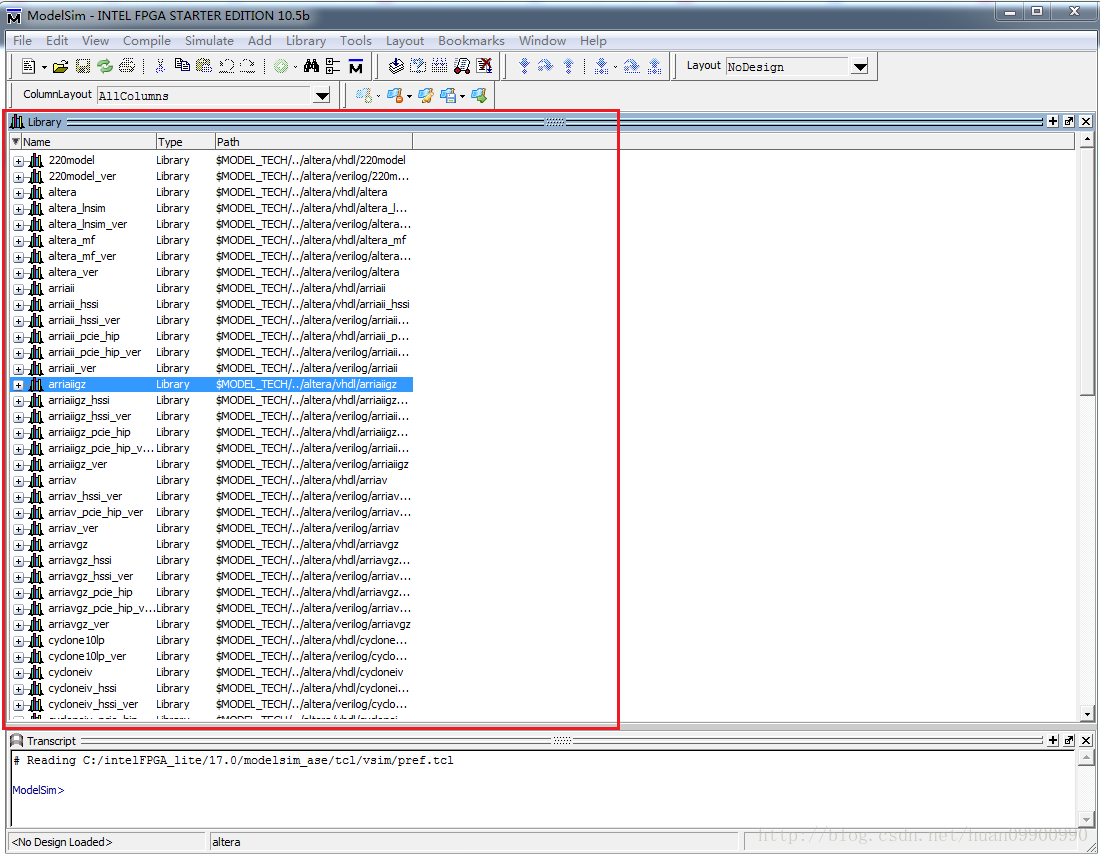 ModelSim - INTEL FPGA STARTER EDITION 10.5b
File Edit View Compile Simulate Add Library Tools Layout Bookmarks Window Help
Layout NoDesign
ColumnLayout AllColumns
Library
Name Type Path
220model Library $MODEL_TECH/../altera/vhdl/220model
220model_ver Library $MODEL_TECH/../altera/verilog/220m...
altera Library $MODEL_TECH/../altera/vhdl/altera
altera_lnsim Library $MODEL_TECH/../altera/vhdl/altera_l...
altera_lnsim_ver Library $MODEL_TECH/../altera/verilog/altera...
altera_mf Library $MODEL_TECH/../altera/vhdl/altera_mf
altera_mf_ver Library $MODEL_TECH/../altera/verilog/altera...
altera_ver Library $MODEL_TECH/../altera/verilog/altera
arriaii Library $MODEL_TECH/../altera/vhdl/arriaii
arriaii_hssi Library $MODEL_TECH/../altera/vhdl/arriaii_hssi
arriaii_hssi_ver Library $MODEL_TECH/../altera/verilog/arriaii...
arriaii_pcie_hip Library $MODEL_TECH/../altera/vhdl/arriaii_p...
arriaii_pcie_hip_ver Library $MODEL_TECH/../altera/verilog/arriaii...
arriaii_ver Library $MODEL_TECH/../altera/verilog/arriaii
arriaiigz Library $MODEL_TECH/../altera/vhdl/arriaiigz
arriaiigz_hssi Library $MODEL_TECH/../altera/vhdl/arriaiigz...
arriaiigz_hssi_ver Library $MODEL_TECH/../altera/verilog/arriaii...
arriaiigz_pcie_hip Library $MODEL_TECH/../altera/vhdl/arriaiigz...
arriaiigz_pcie_hip_v... Library $MODEL_TECH/../altera/verilog/arriaii...
arriaiigz_ver Library $MODEL_TECH/../altera/verilog/arriaiigz
arriav Library $MODEL_TECH/../altera/vhdl/arriav
arriav_hssi_ver Library $MODEL_TECH/../altera/verilog/arriav...
arriav_pcie_hip_ver Library $MODEL_TECH/../altera/verilog/arriav...
arriav_ver Library $MODEL_TECH/../altera/verilog/arriav
arriavgz Library $MODEL_TECH/../altera/vhdl/arriavgz
arriavgz_hssi Library $MODEL_TECH/../altera/vhdl/arriavgz...
arriavgz_hssi_ver Library $MODEL_TECH/../altera/verilog/arriav...
arriavgz_pcie_hip Library $MODEL_TECH/../altera/vhdl/arriavgz...
arriavgz_pcie_hip_v... Library $MODEL_TECH/../altera/verilog/arriav...
arriavgz_ver Library $MODEL_TECH/../altera/verilog/arriavgz
cyclone10lp Library $MODEL_TECH/../altera/vhdl/cyclone...
cyclone10lp_ver Library $MODEL_TECH/../altera/verilog/cyclo...
cycloneiv Library $MODEL_TECH/../altera/vhdl/cycloneiv
cycloneiv_hssi Library $MODEL_TECH/../altera/vhdl/cyclonei...
cycloneiv_hssi_ver Library $MODEL_TECH/../altera/verilog/cyclo...
Transcript
# Reading C:/intelFPGA_lite/17.0/modelsim_ase/tcl/vsim/pref.tcl
ModelSim>
<No Design Loaded> altera
http://blog.csdn.net/huan09900990